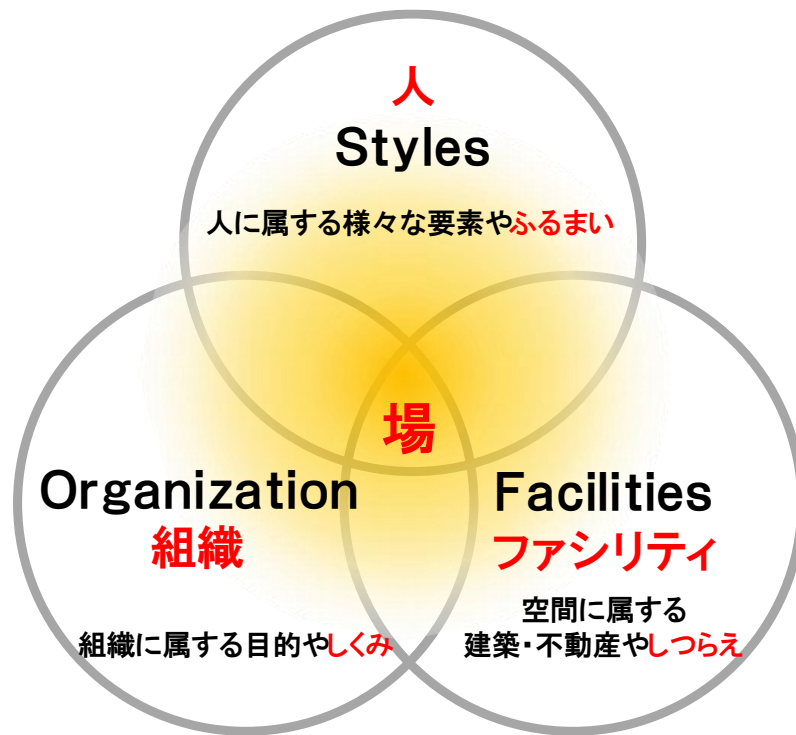 人
Styles
人に属する様々な要素やふるまい
場
Organization
組織
組織に属する目的やしくみ
Facilities
ファシリティ
空間に属する
建築・不動産やしつらえ